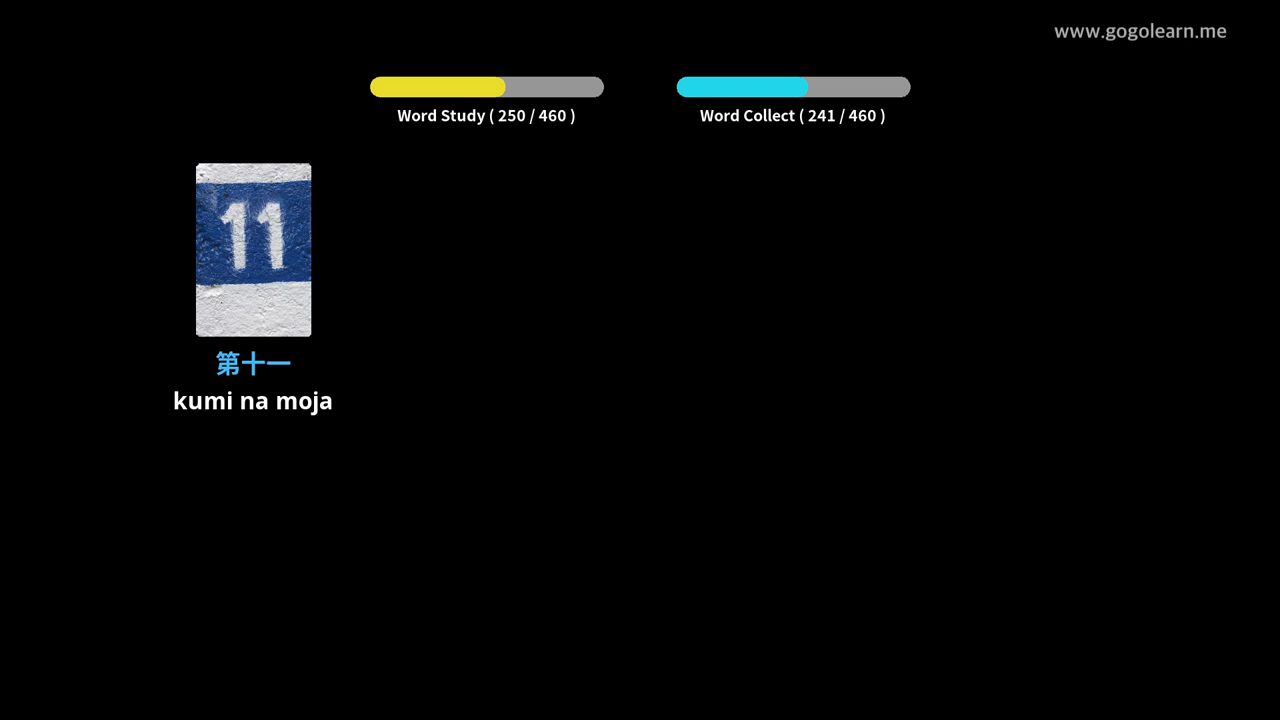 www.gogolearn.me
Word Study ( 250 / 460 )
Word Collect ( 241 / 460 )
11
第十一
kumi na moja